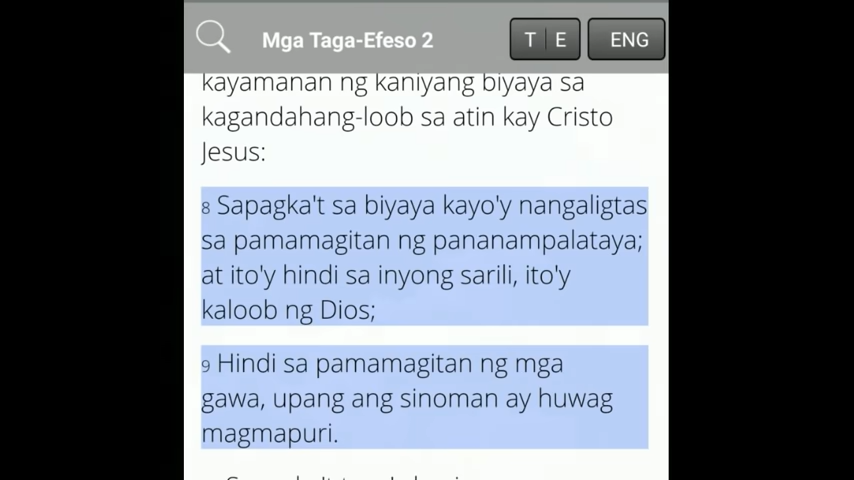 Mga Taga-Efeso 2
T | E
ENG
kayamanan ng kaniyang biyaya sa
kagandahang-loob sa atin kay Cristo
Jesus:
8 Sapagka't sa biyaya kayo'y nangaligtas
sa pamamagitan ng pananampalataya;
at ito'y hindi sa inyong sarili, ito'y
kaloob ng Dios;
9 Hindi sa pamamagitan ng mga
gawa, upang ang sinoman ay huwag
magmapuri.